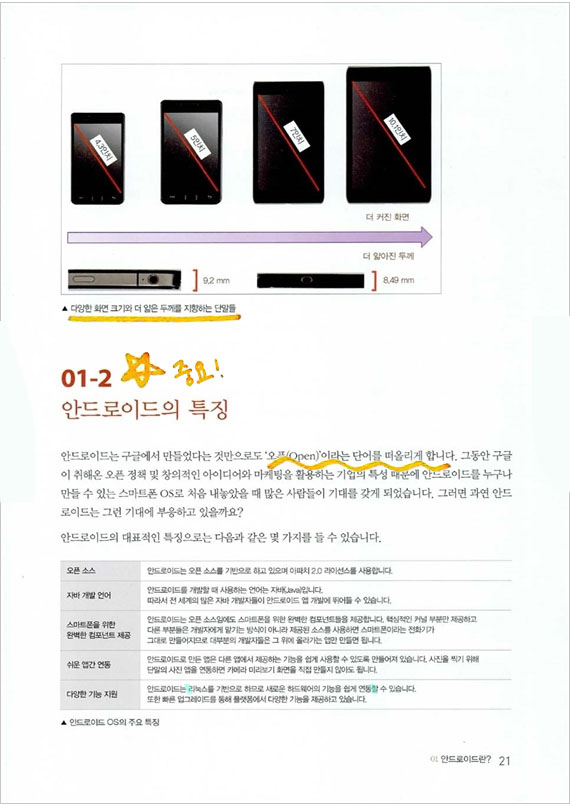 4.3인치
5인치
7인치
10.1인치
더 커진 화면
더 얇아진 두께
9.2 mm
8.49 mm
▲ 다양한 화면 크기와 더 얇은 두께를 지향하는 단말들
01-2 중요!
안드로이드의 특징
안드로이드는 구글에서 만들었다는 것만으로도 '오픈(Open)'이라는 단어를 떠올리게 합니다. 그동안 구글
이 취해온 오픈 정책 및 창의적인 아이디어와 마케팅을 활용하는 기업의 특성 때문에 안드로이드를 누구나
만들 수 있는 스마트폰 OS로 처음 내놓았을 때 많은 사람들이 기대를 갖게 되었습니다. 그러면 과연 안드
로이드는 그런 기대에 부응하고 있을까요?
안드로이드의 대표적인 특징으로는 다음과 같은 몇 가지를 들 수 있습니다.
오픈 소스
안드로이드는 오픈 소스를 기반으로 하고 있으며 아파치 2.0 라이선스를 사용합니다.
자바 개발 언어
안드로이드를 개발할 때 사용하는 언어는 자바(Java)입니다.
따라서 전 세계의 많은 자바 개발자들이 안드로이드 앱 개발에 뛰어들 수 있습니다.
스마트폰을 위한
완벽한 컴포넌트 제공
안드로이드는 오픈 소스임에도 스마트폰을 위한 완벽한 컴포넌트들을 제공합니다. 핵심적인 커널 부분만 제공하고
다른 부분들은 개발자에게 맡기는 방식이 아니라 제공된 소스를 사용하면 스마트폰이라는 전화기가
그대로 만들어지므로 대부분의 개발자들은 그 위에 올라가는 앱만 만들면 됩니다.
쉬운 앱간 연동
안드로이드로 만든 앱은 다른 앱에서 제공하는 기능을 쉽게 사용할 수 있도록 만들어져 있습니다. 사진을 찍기 위해
단말의 사진 앱을 연동하면 카메라 미리보기 화면을 직접 만들지 않아도 됩니다.
다양한 기능 지원
안드로이드는 리눅스를 기반으로 하므로 새로운 하드웨어의 기능을 쉽게 연동할 수 있습니다.
또한 빠른 업그레이드를 통해 플랫폼에서 다양한 기능을 제공하고 있습니다.
▲ 안드로이드 OS의 주요 특징
01 안드로이드란? 21